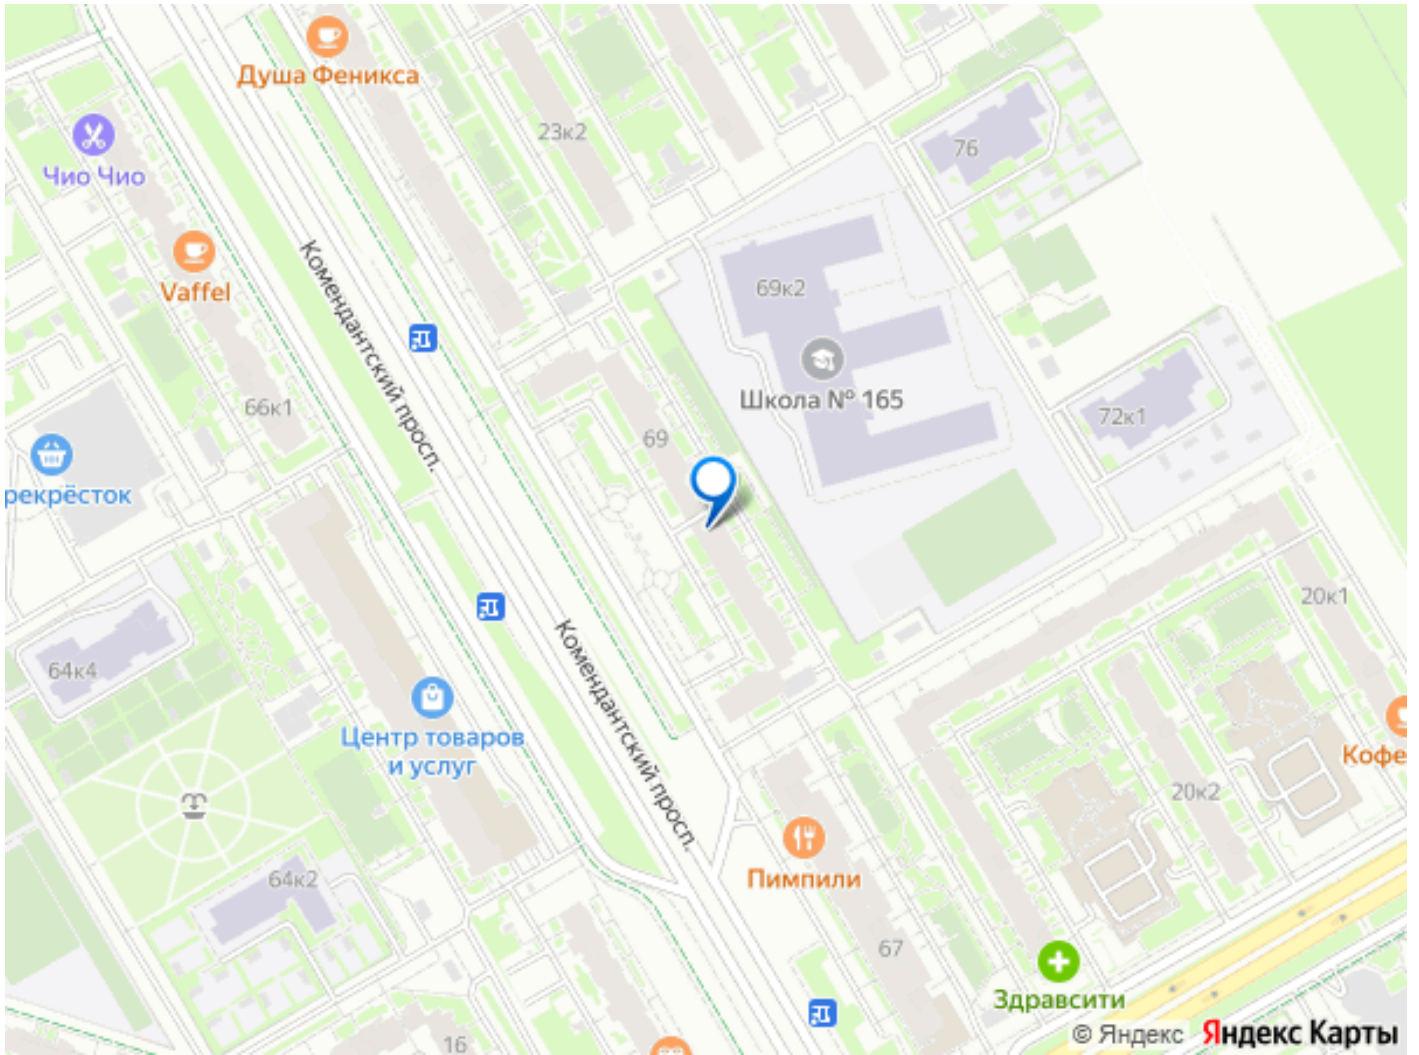 Душа Феникса
23к2
76
Чио Чио
69к2
Vaffel
Комендантский просп.
Школа № 165
66к1
72к1
69
рекрёсток
20к1
64к4
Комендантский просп.
Центр товаров
и услуг
Кофе
20к2
Пимпили
64к2
67
Здравсити
16
© Яндекс Яндекс Карты